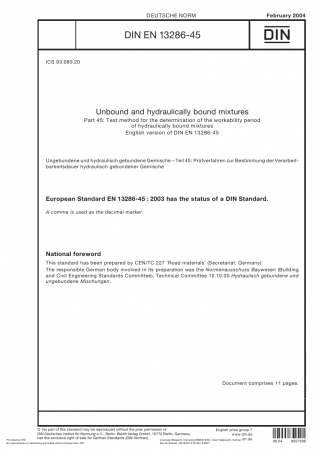 DEUTSCHE NORM
February 2004
DIN EN 13286-45
DIN
ICS 93.080.20
Unbound and hydraulically bound mixtures
Part 45: Test method for the determination of the workability period
of hydraulically bound mixtures
English version of DIN EN 13286-45
Ungebundene und hydraulisch gebundene Gemische – Teil 45: Prüfverfahren zur Bestimmung der Verarbeit-
barkeitsdauer hydraulisch gebundener Gemische
European Standard EN 13286-45 : 2003 has the status of a DIN Standard.
A comma is used as the decimal marker.
National foreword
This standard has been prepared by CEN/TC 227 'Road materials' (Secretariat: Germany).
The responsible German body involved in its preparation was the Normenausschuss Bauwesen (Building
and Civil Engineering Standards Committee), Technical Committee 10.10.00 Hydraulisch gebundene und
ungebundene Mischungen.
Document comprises 11 pages.
© No part of this standard may be reproduced without the prior permission of
DIN Deutsches Institut für Normung e.V., Berlin. Beuth Verlag GmbH, 10772 Berlin, Germany,
has the exclusive right of sale for German Standards (DIN-Normen).
English price group 7
www.din.de